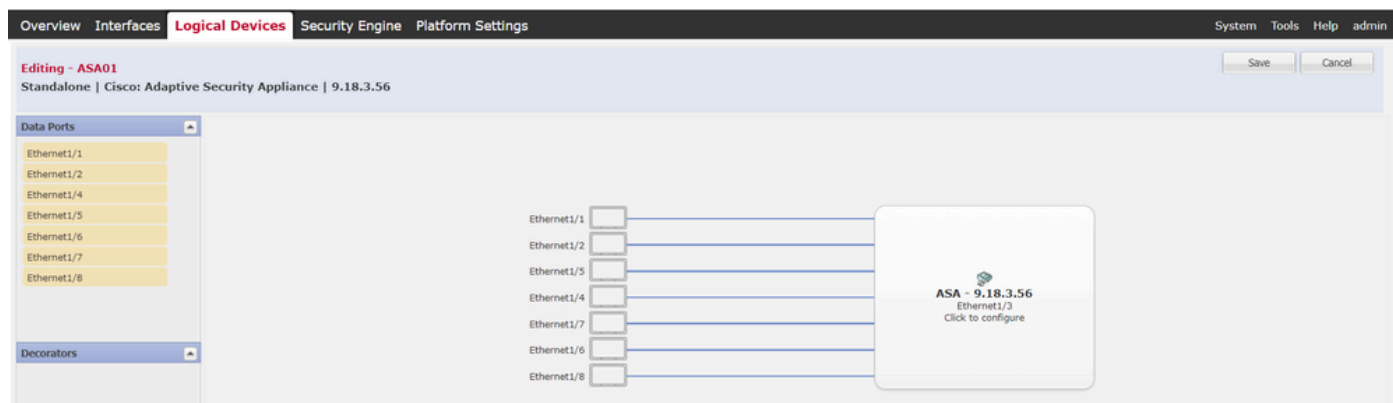 Overview Interfaces Logical Devices Security Engine Platform Settings System Tools Help admin
Editing - ASA01
Standalone | Cisco: Adaptive Security Appliance | 9.18.3.56
Save Cancel
Data Ports
Ethernet1/1
Ethernet1/2
Ethernet1/4
Ethernet1/5
Ethernet1/6
Ethernet1/7
Ethernet1/8
Decorators
Ethernet1/1
Ethernet1/2
Ethernet1/5
Ethernet1/4
Ethernet1/7
Ethernet1/6
Ethernet1/8
ASA - 9.18.3.56
Ethernet1/3
Click to configure